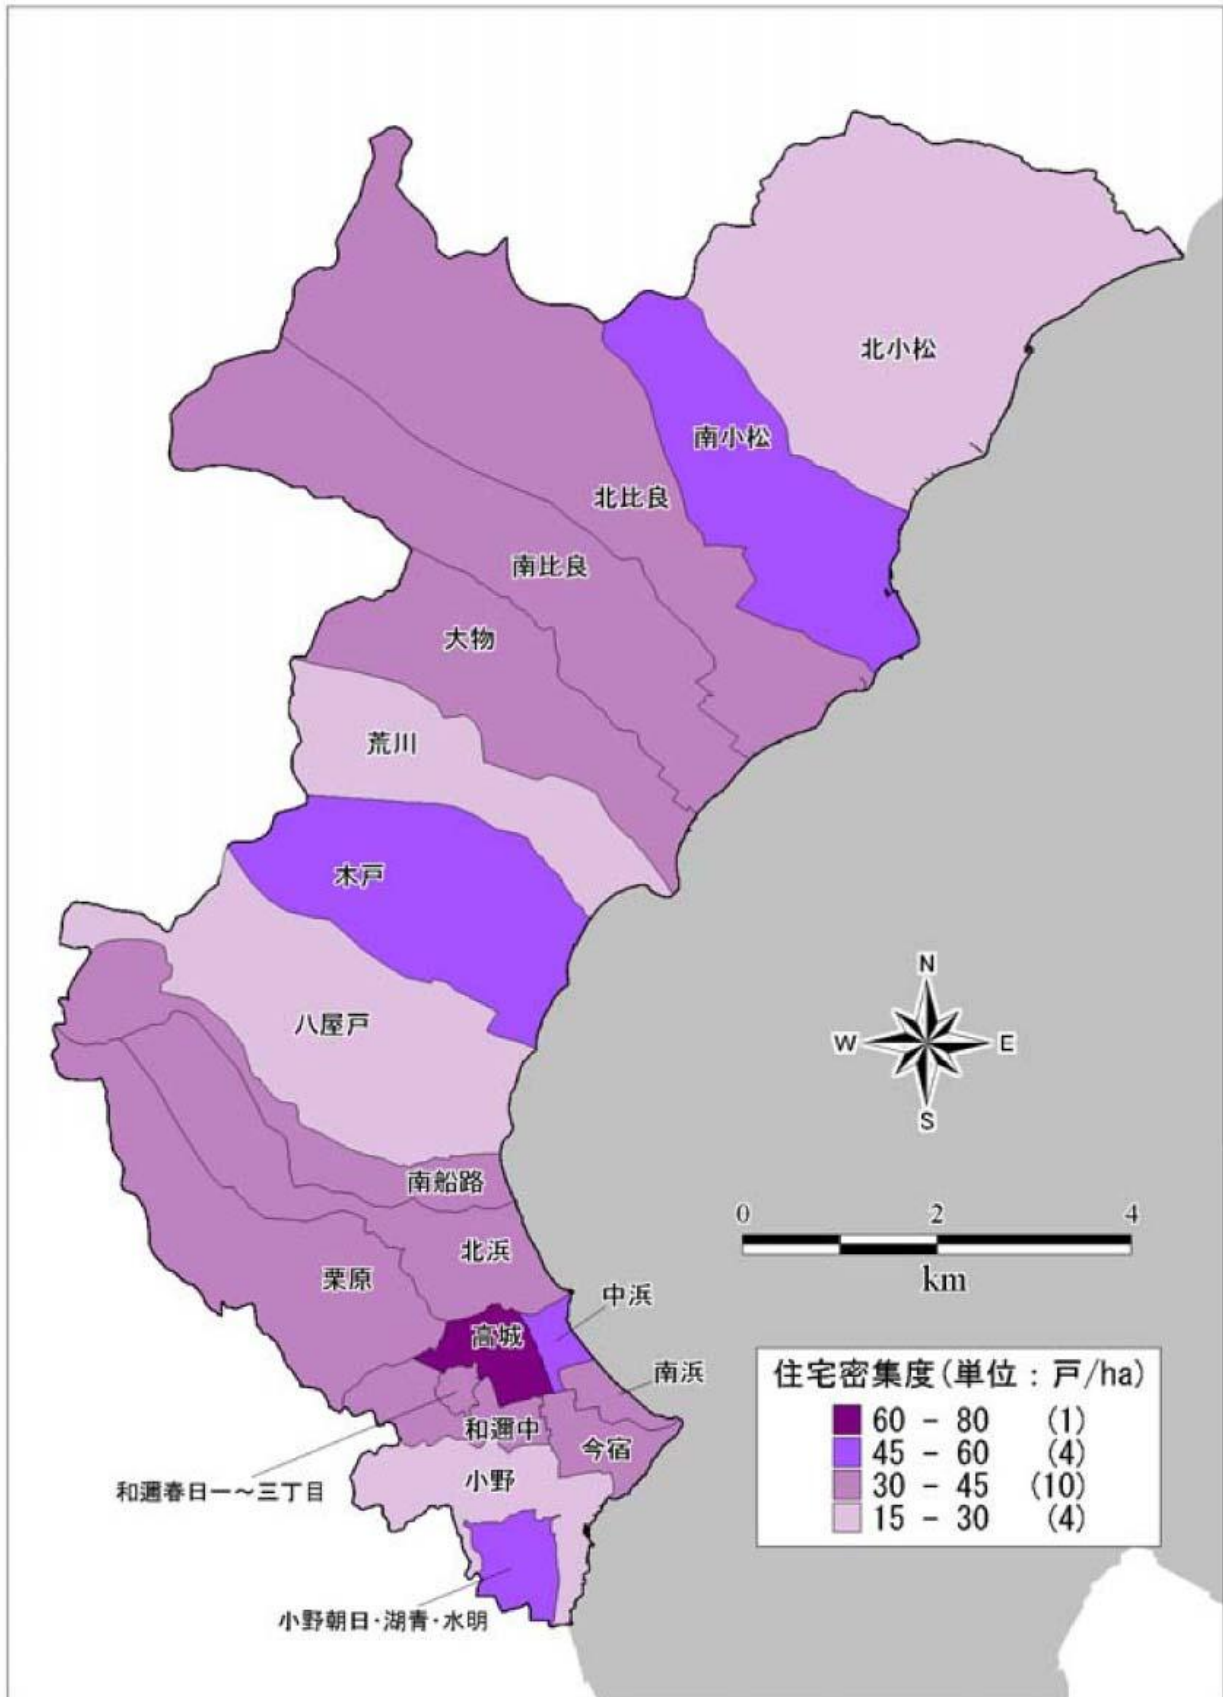 北小松
南小松
北比良
南比良
大物
荒川
木戸
八屋戸
N
W
E
S
南船路
0 2 4
km
北浜
栗原
中浜
高城
南浜
和邇中
今宿
小野
和邇春日一～三丁目
小野朝日・湖青・水明
住宅密集度(単位：戸/ha)
60 - 80 (1)
45 - 60 (4)
30 - 45 (10)
15 - 30 (4)